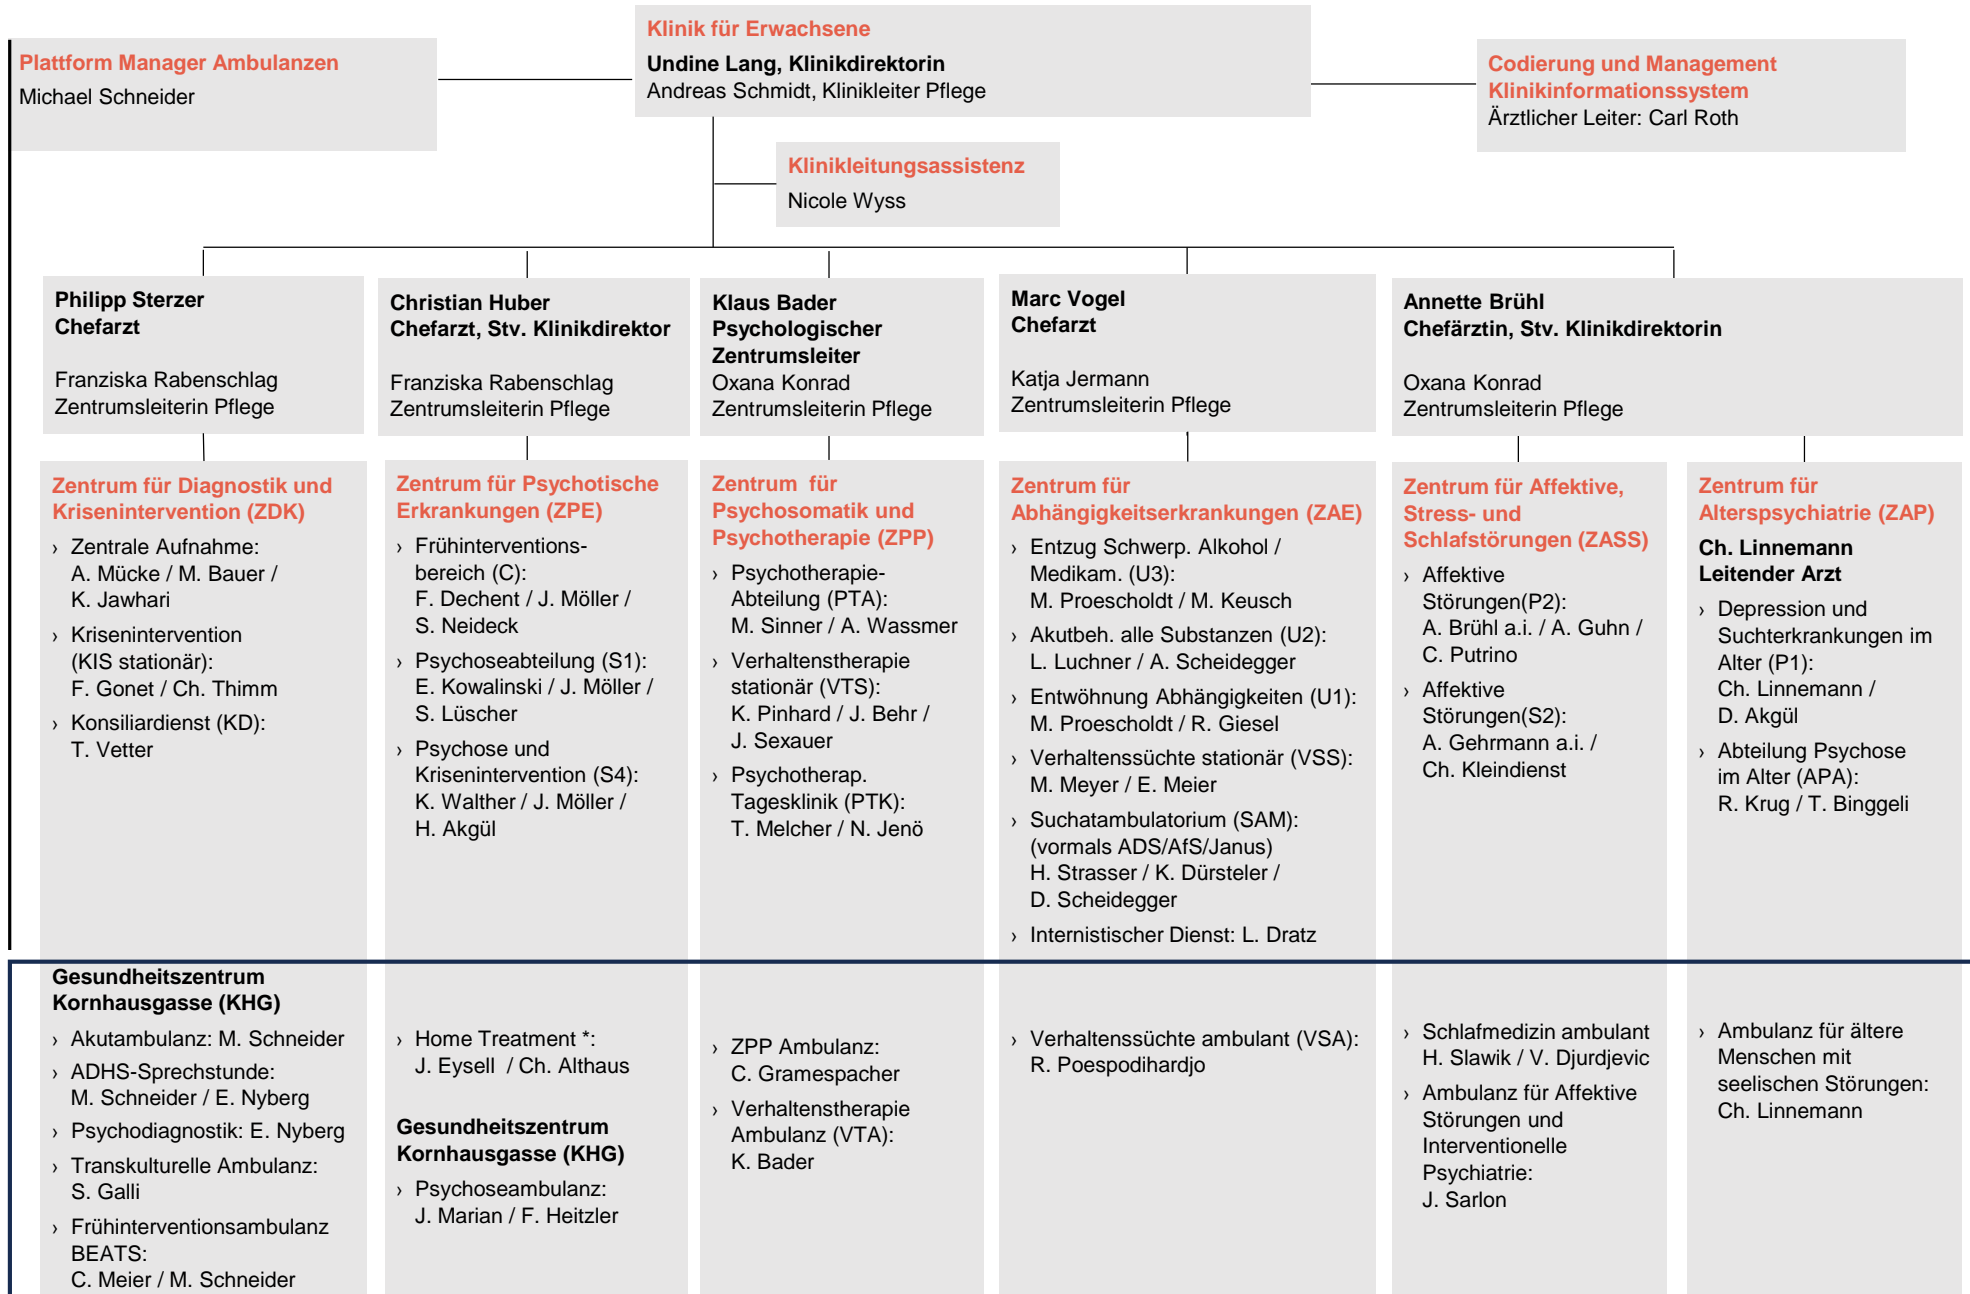 Klinik für Erwachsene
Undine Lang, Klinikdirektorin
Andreas Schmidt, Klinikleiter Pflege
Plattform Manager Ambulanzen
Michael Schneider
Codierung und Management
Klinikinformationssystem
Ärztlicher Leiter: Carl Roth
Klinikleitungsassistenz
Nicole Wyss
Philipp Sterzer
Chefarzt
Franziska Rabenschlag
Zentrumsleiterin Pflege
Christian Huber
Chefarzt, Stv. Klinikdirektor
Franziska Rabenschlag
Zentrumsleiterin Pflege
Klaus Bader
Psychologischer
Zentrumsleiter
Oxana Konrad
Zentrumsleiterin Pflege
Marc Vogel
Chefarzt
Katja Jermann
Zentrumsleiterin Pflege
Annette Brühl
Chefärztin, Stv. Klinikdirektorin
Oxana Konrad
Zentrumsleiterin Pflege
Zentrum für Diagnostik und
Krisenintervention (ZDK)
› Zentrale Aufnahme:
A. Mücke / M. Bauer /
K. Jawhari
› Krisenintervention
(KIS stationär):
F. Gonet / Ch. Thimm
› Konsiliardienst (KD):
T. Vetter
Zentrum für Psychotische
Erkrankungen (ZPE)
› Frühinterventions-
bereich (C):
F. Dechent / J. Möller /
S. Neideck
› Psychoseabteilung (S1):
E. Kowalinski / J. Möller /
S. Lüscher
› Psychose und
Krisenintervention (S4):
K. Walther / J. Möller /
H. Akgül
Zentrum für
Psychosomatik und
Psychotherapie (ZPP)
› Psychotherapie-
Abteilung (PTA):
M. Sinner / A. Wassmer
› Verhaltenstherapie
stationär (VTS):
K. Pinhard / J. Behr /
J. Sexauer
› Psychotherap.
Tagesklinik (PTK):
T. Melcher / N. Jenö
Zentrum für
Abhängigkeitserkrankungen (ZAE)
› Entzug Schwerp. Alkohol /
Medikam. (U3):
M. Proescholdt / M. Keusch
› Akutbeh. alle Substanzen (U2):
L. Luchner / A. Scheidegger
› Entwöhnung Abhängigkeiten (U1):
M. Proescholdt / R. Giesel
› Verhaltenssüchte stationär (VSS):
M. Meyer / E. Meier
› Suchatambulatorium (SAM):
(vormals ADS/AfS/Janus)
H. Strasser / K. Dürsteler /
D. Scheidegger
› Internistischer Dienst: L. Dratz
Zentrum für Affektive,
Stress- und
Schlafstörungen (ZASS)
› Affektive
Störungen(P2):
A. Brühl a.i. / A. Guhn /
C. Putrino
› Affektive
Störungen(S2):
A. Gehrmann a.i. /
Ch. Kleindienst
Zentrum für
Alterspsychiatrie (ZAP)
Ch. Linnemann
Leitender Arzt
› Depression und
Suchterkrankungen im
Alter (P1):
Ch. Linnemann /
D. Akgül
› Abteilung Psychose
im Alter (APA):
R. Krug / T. Binggeli
Gesundheitszentrum
Kornhausgasse (KHG)
› Akutambulanz: M. Schneider
› ADHS-Sprechstunde:
M. Schneider / E. Nyberg
› Psychodiagnostik: E. Nyberg
› Transkulturelle Ambulanz:
S. Galli
› Frühinterventionsambulanz
BEATS:
C. Meier / M. Schneider
› Home Treatment *:
J. Eysell / Ch. Althaus
Gesundheitszentrum
Kornhausgasse (KHG)
› Psychoseambulanz:
J. Marian / F. Heitzler
› ZPP Ambulanz:
C. Gramespacher
› Verhaltenstherapie
Ambulanz (VTA):
K. Bader
› Verhaltenssüchte ambulant (VSA):
R. Poespodihardjo
› Schlafmedizin ambulant
H. Slawik / V. Djurdjevic
› Ambulanz für Affektive
Störungen und
Interventionelle
Psychiatrie:
J. Sarlon
› Ambulanz für ältere
Menschen mit
seelischen Störungen:
Ch. Linnemann